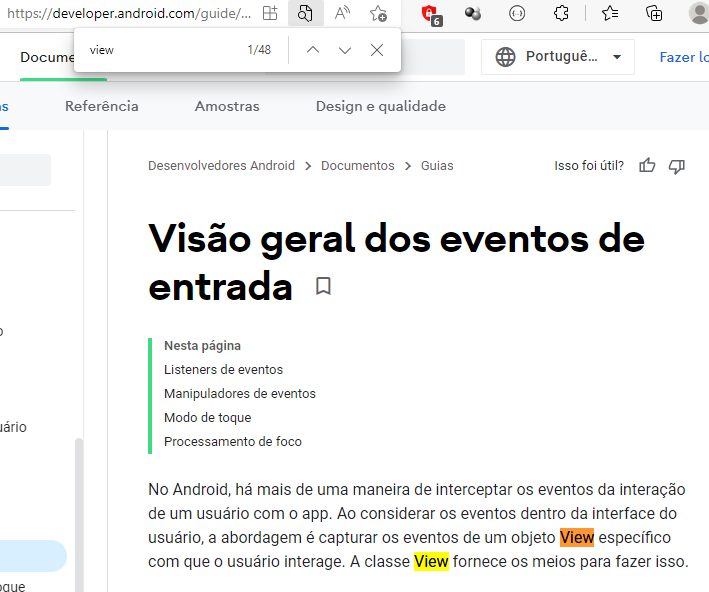 https://developer.android.com/guide/...
6
view
1/48
Docume
Portuguê...
Fazer lo
as
Referência
Amostras
Design e qualidade
Desenvolvedores Android
Documentos
Guias
Isso foi útil?
Visão geral dos eventos de
entrada
Nesta página
Listeners de eventos
Manipuladores de eventos
Modo de toque
Processamento de foco
uário
No Android, há mais de uma maneira de interceptar os eventos da interação
de um usuário com o app. Ao considerar os eventos dentro da interface do
usuário, a abordagem é capturar os eventos de um objeto View específico
com que o usuário interage. A classe View fornece os meios para fazer isso.
oque